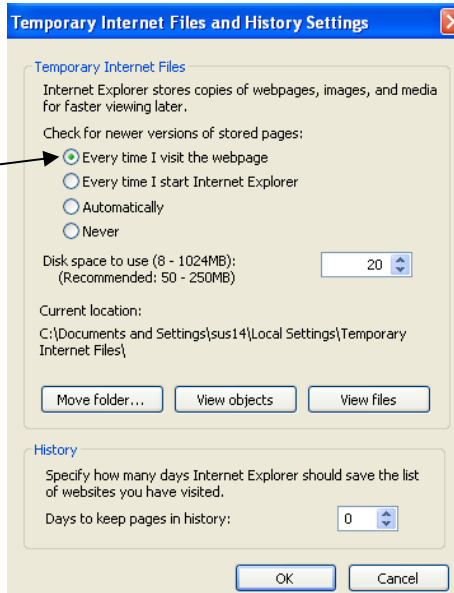 Temporary Internet Files and History Settings
Temporary Internet Files
Internet Explorer stores copies of webpages, images, and media
for faster viewing later.
Check for newer versions of stored pages:
Every time I visit the webpage
Every time I start Internet Explorer
Automatically
Never
Disk space to use (8 - 1024MB):
20
(Recommended: 50 - 250MB)
Current location:
C:\Documents and Settings\sus14\Local Settings\Temporary
Internet Files\
Move folder... View objects View files
History
Specify how many days Internet Explorer should save the list
of websites you have visited.
Days to keep pages in history: 0
OK Cancel